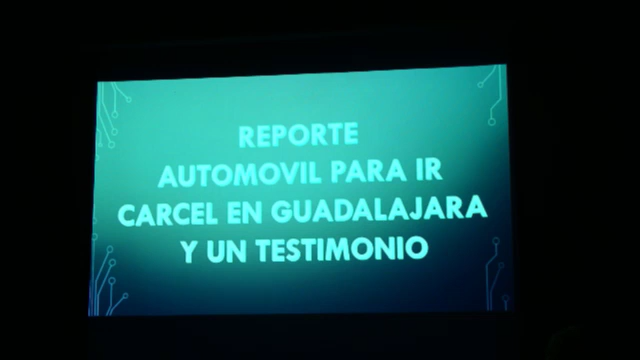 REPORTE
AUTOMOVIL PARA IR
CARCEL EN GUADALAJARA
Y UN TESTIMONIO